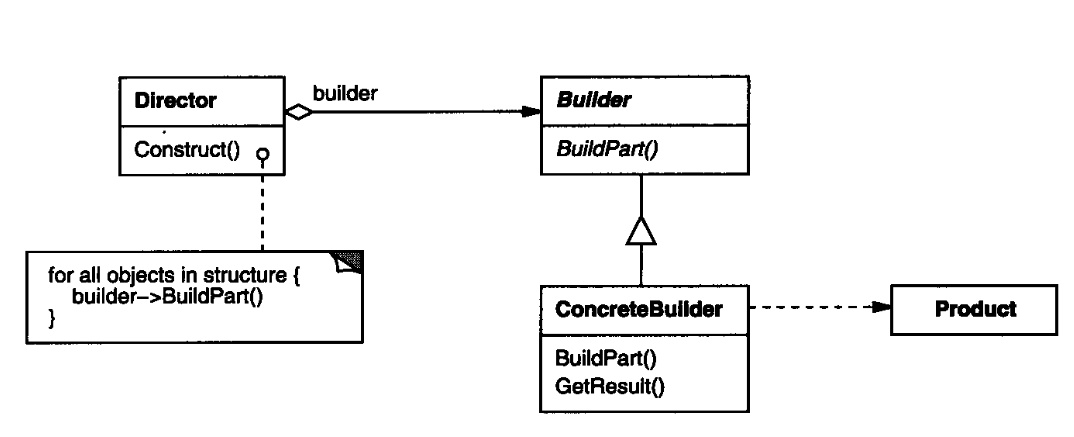 Director
Construct()
builder
Builder
BuildPart()
for all objects in structure {
builder->BuildPart()
}
ConcreteBuilder
BuildPart()
GetResult()
Product